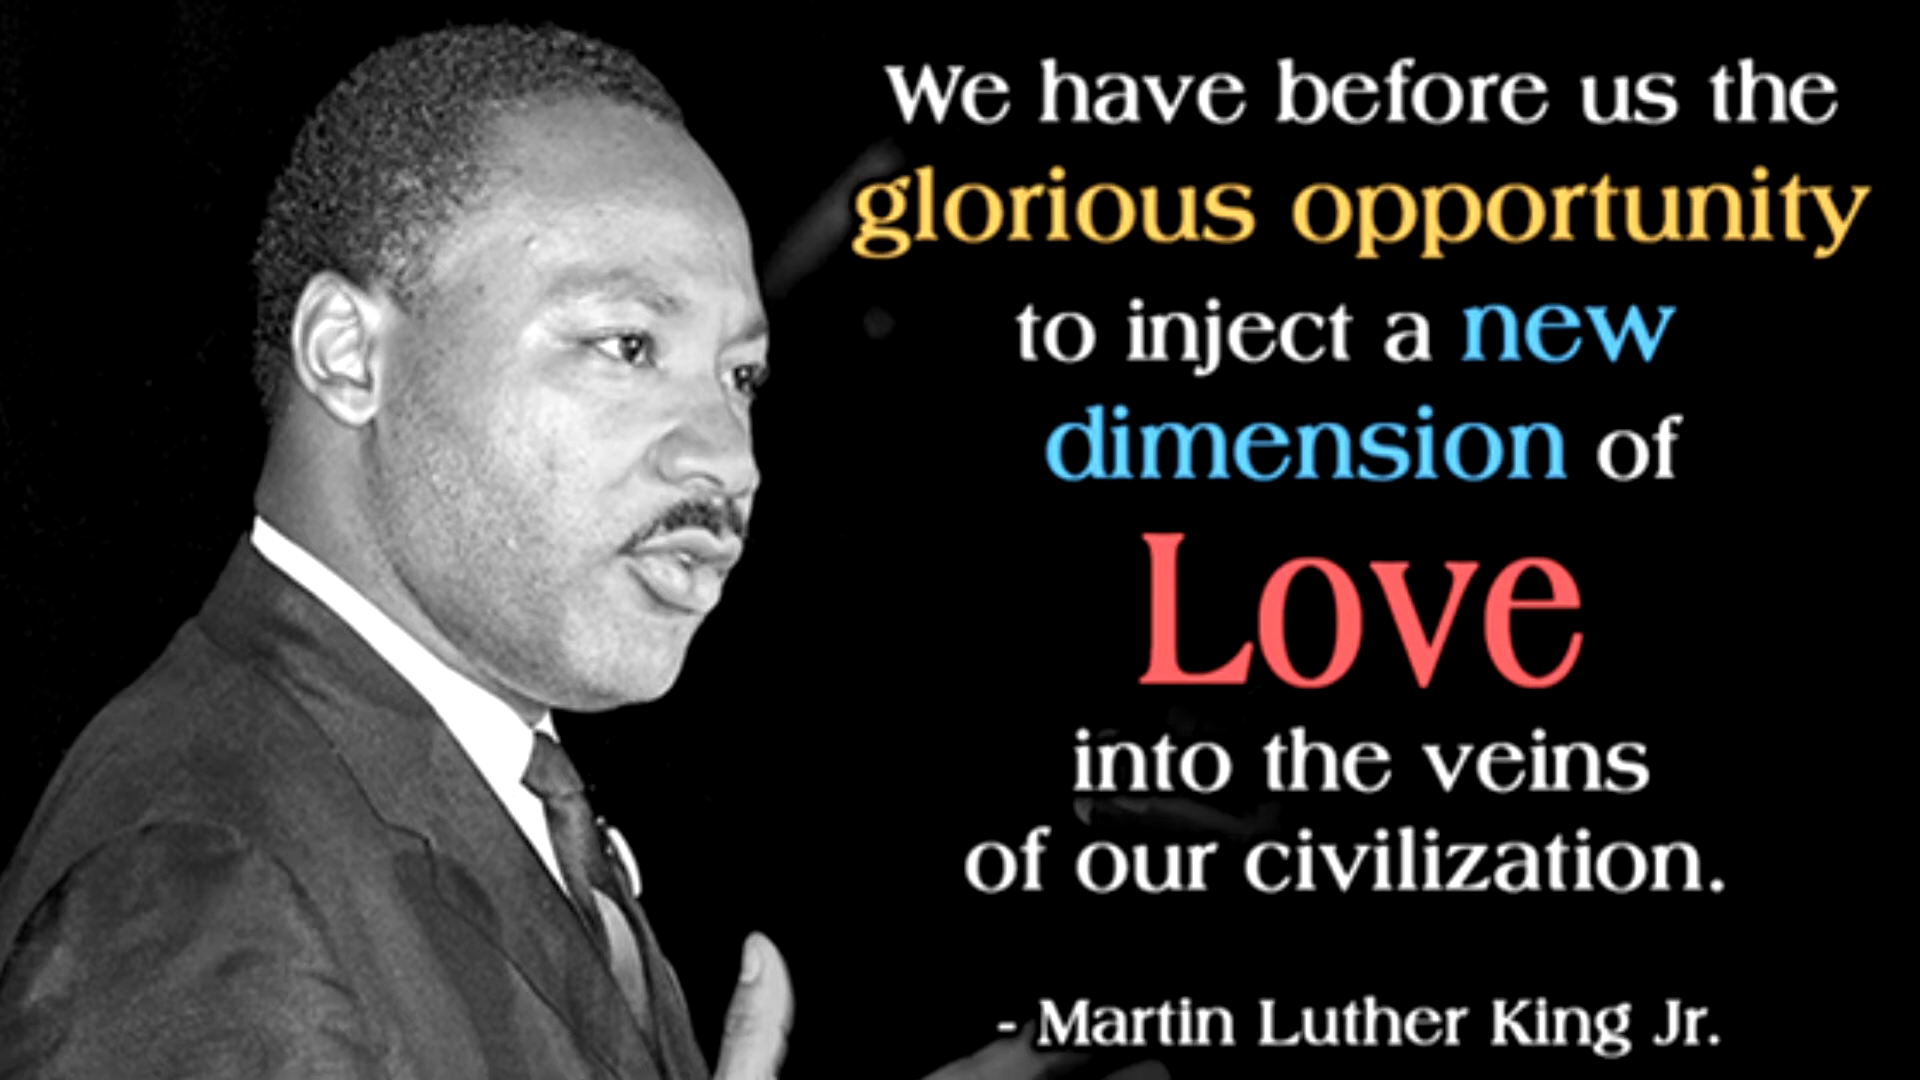 We have before us the
glorious opportunity
to inject a new
dimension of
Love
into the veins
of our civilization.
- Martin Luther King Jr.